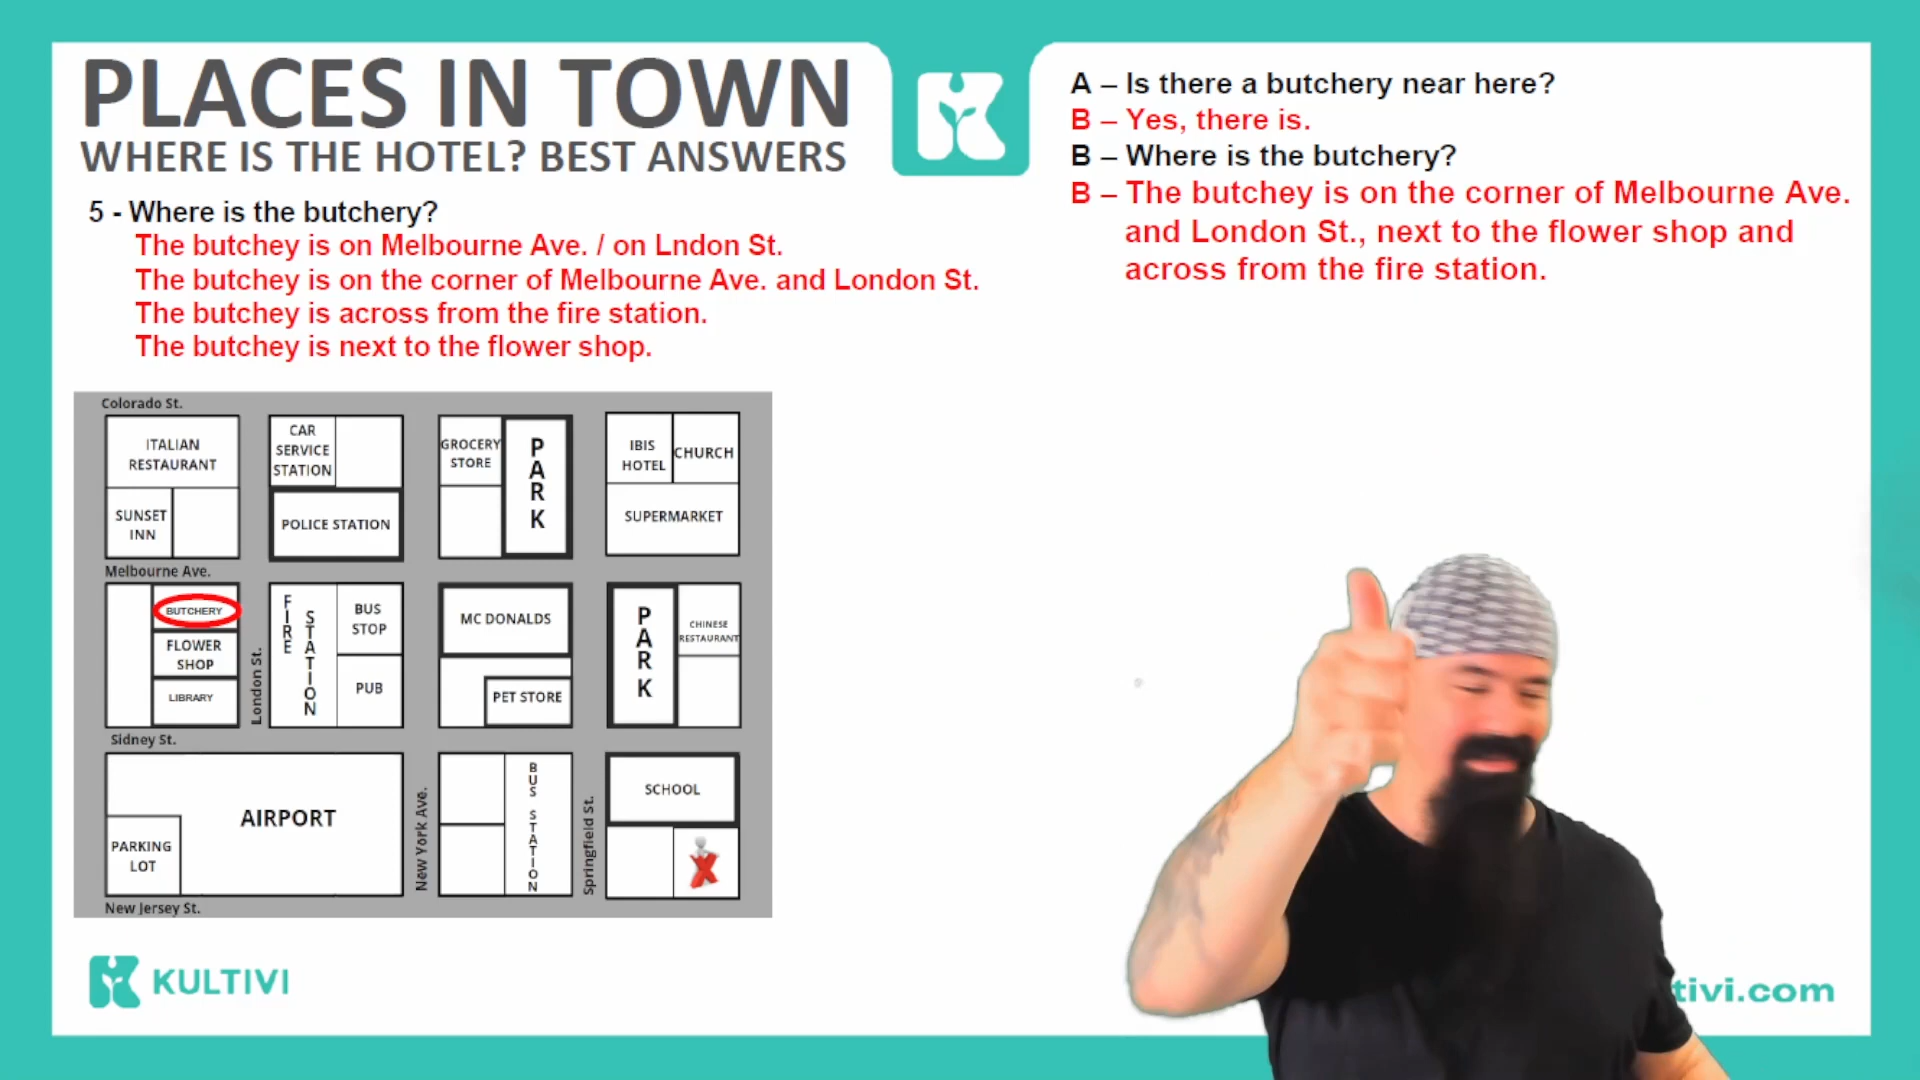 PLACES IN TOWN
WHERE IS THE HOTEL? BEST ANSWERS
5 - Where is the butchery?
The butchey is on Melbourne Ave. / on Lndon St.
The butchey is on the corner of Melbourne Ave. and London St.
The butchey is across from the fire station.
The butchey is next to the flower shop.
A – Is there a butchery near here?
B – Yes, there is.
B – Where is the butchery?
B – The butchey is on the corner of Melbourne Ave.
and London St., next to the flower shop and
across from the fire station.
Colorado St.
ITALIAN
RESTAURANT
CAR
SERVICE
STATION
GROCERY
STORE
PARK
IBIS
HOTEL
CHURCH
SUNSET
INN
POLICE STATION
SUPERMARKET
Melbourne Ave.
BUTCHERY
FLOWER
SHOP
LIBRARY
London St.
FIRE
STATION
BUS
STOP
PUB
MC DONALDS
PET STORE
PARK
CHINESE
RESTAURANT
Sidney St.
AIRPORT
PARKING
LOT
New York Ave.
BUS STATION
Springfield St.
SCHOOL
X
New Jersey St.
KULTIVI
tivi.com